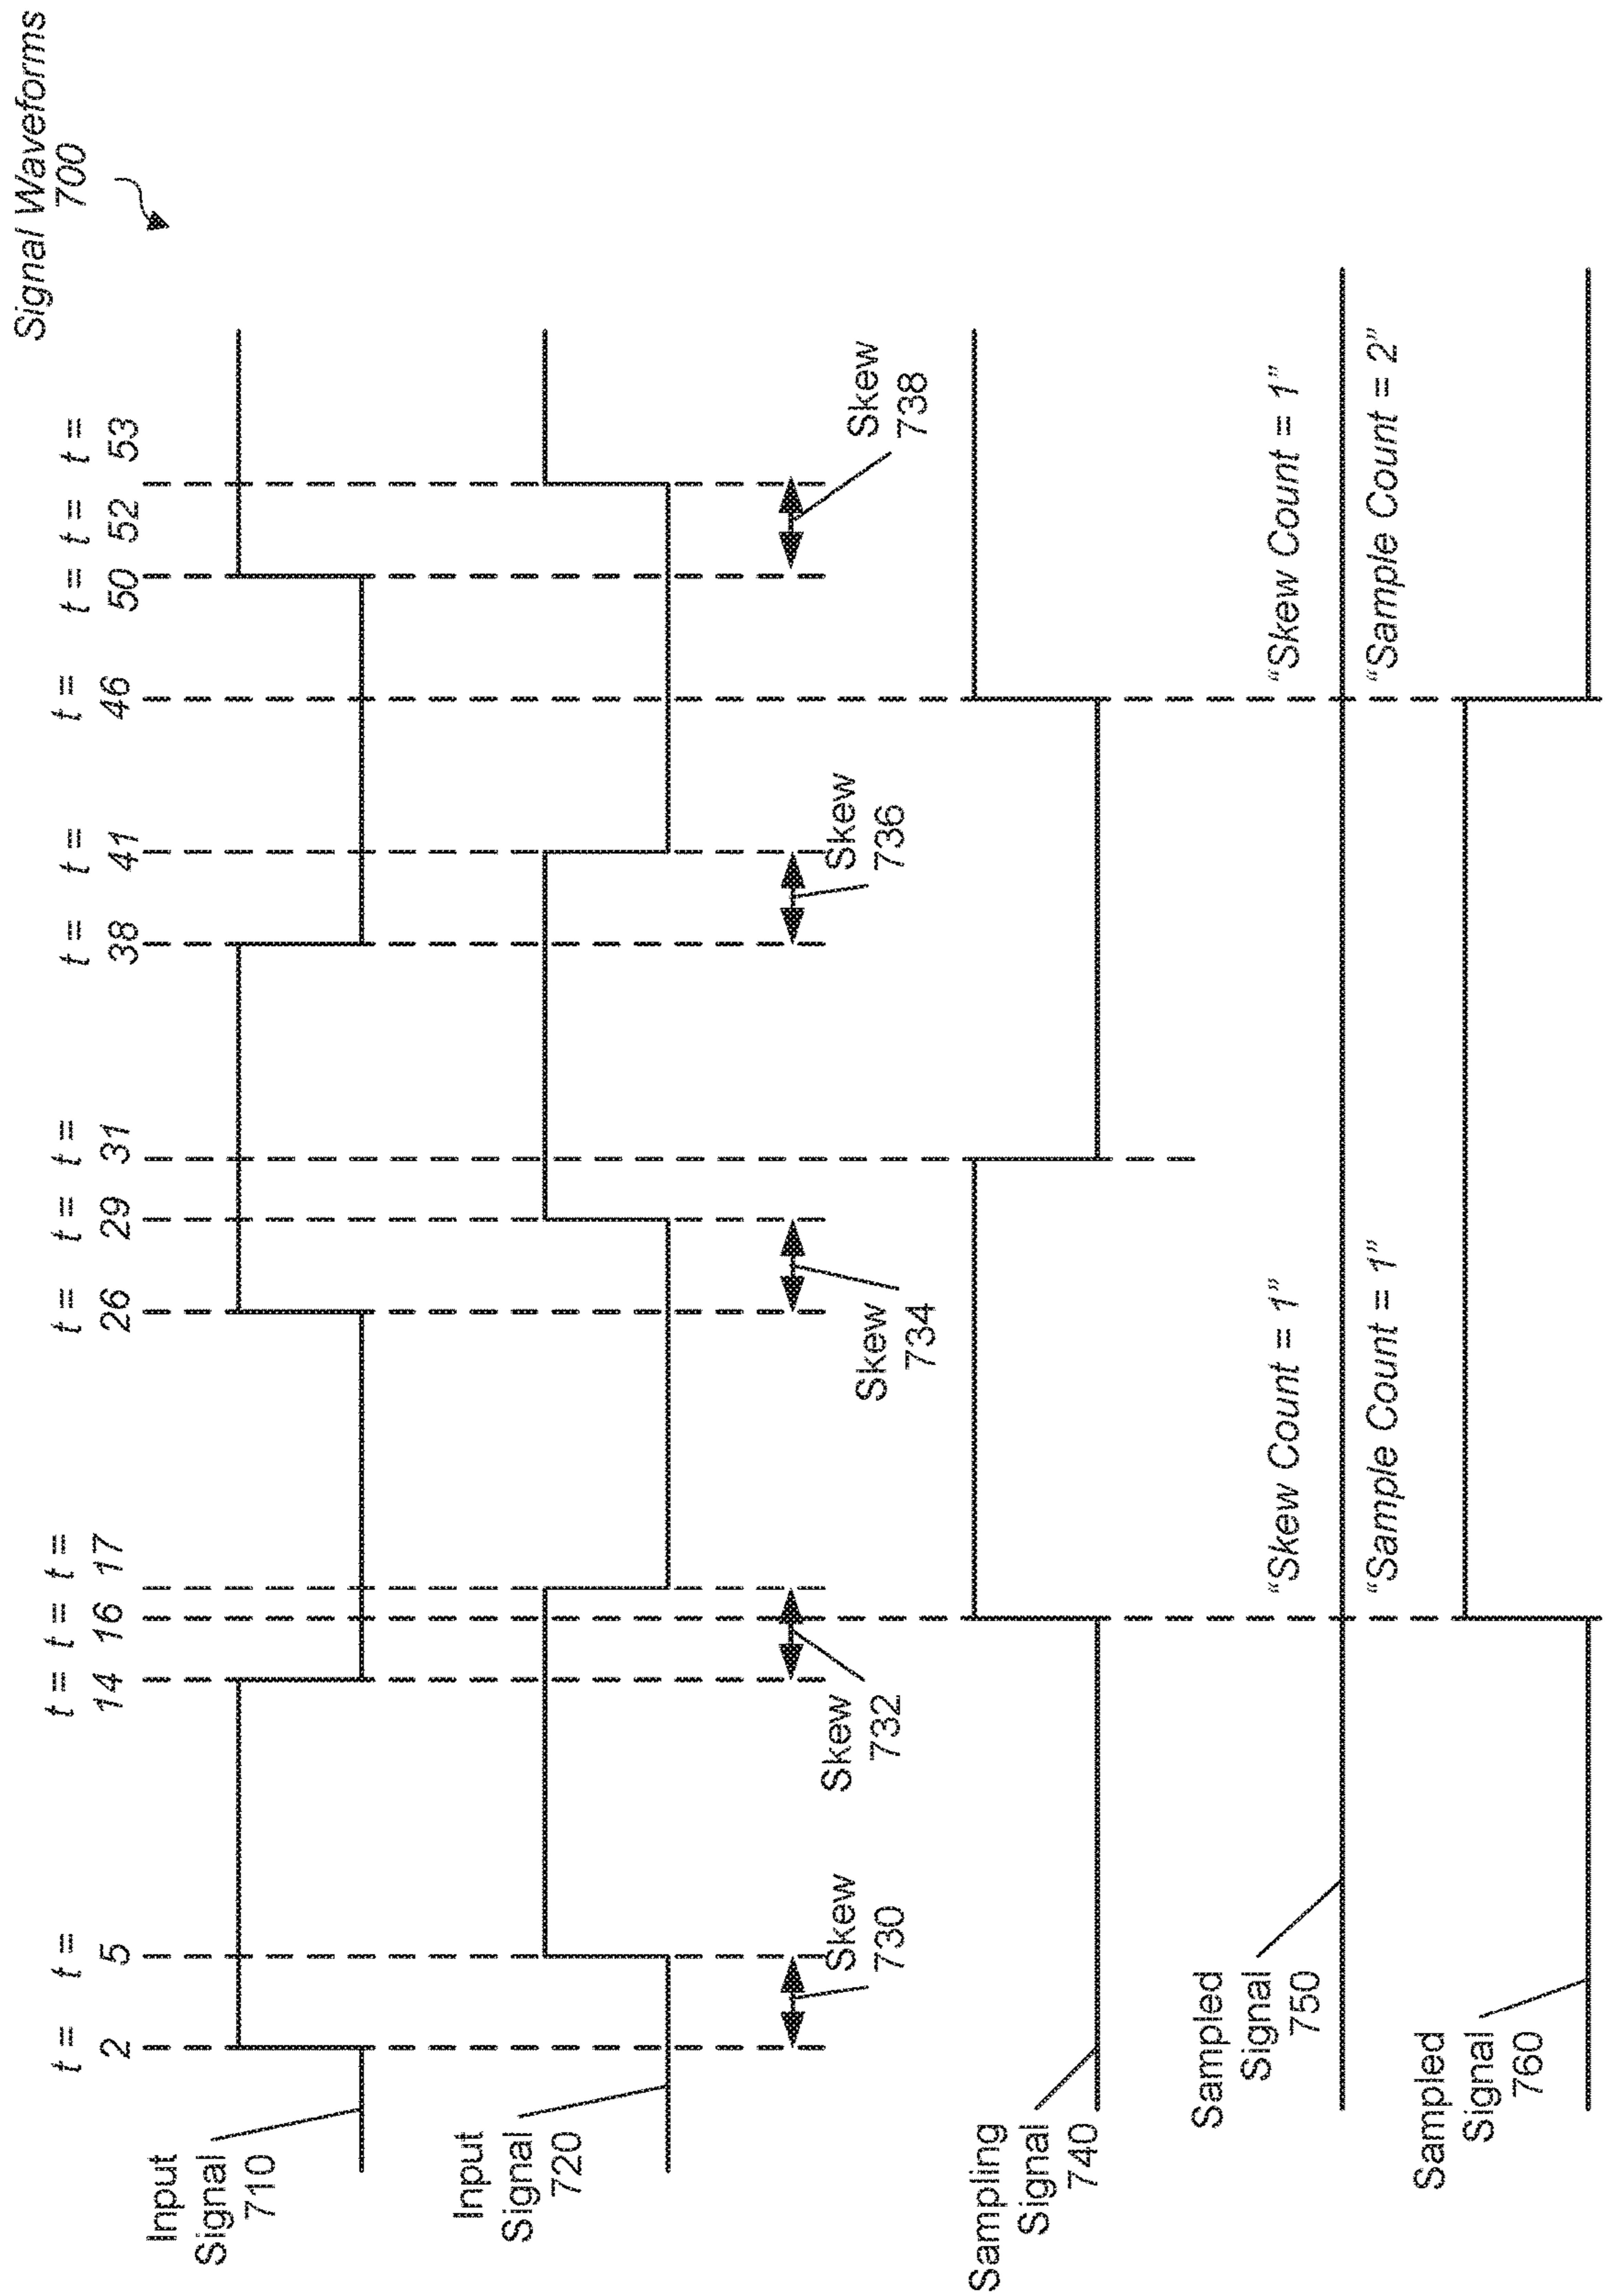 Signal Waveforms
700
t =
2
t =
5
t =
14
t =
16
t =
17
t =
26
t =
29
t =
31
t =
38
t =
41
t =
46
t =
50
t =
52
t =
53
Input
Signal
710
Input
Signal
720
Skew
730
Skew
732
Skew
734
Skew
736
Skew
738
Sampling
Signal
740
Sampled
Signal
750
"Skew Count = 1"
"Skew Count = 1"
"Sample Count = 1"
"Sample Count = 2"
Sampled
Signal
760